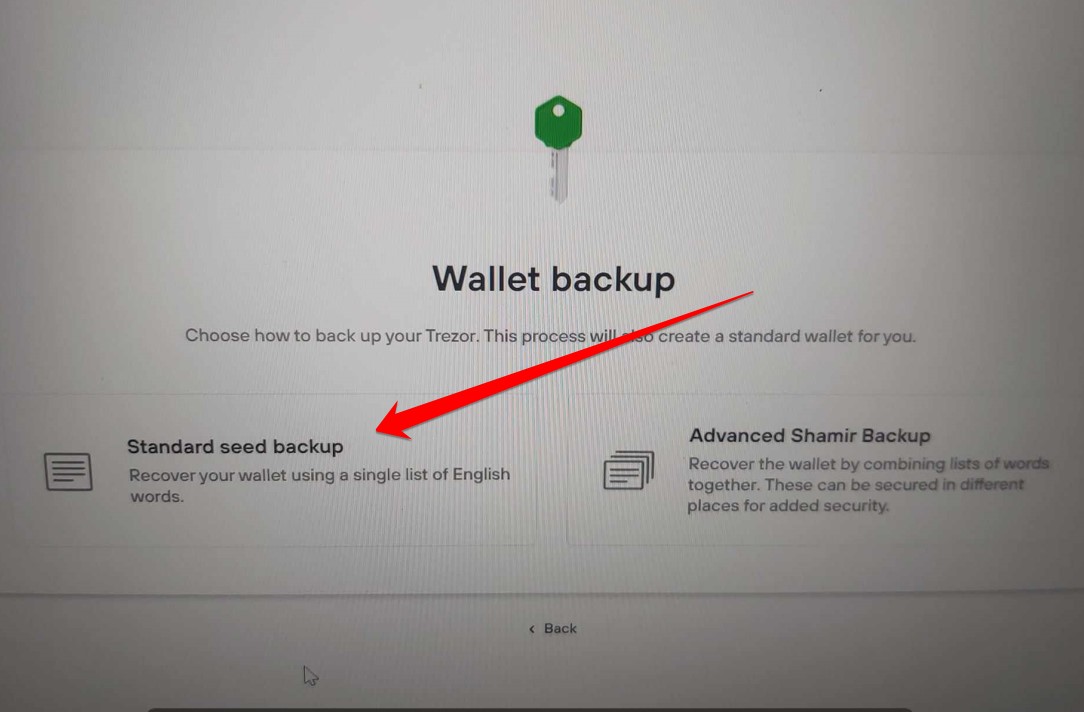 Wallet backup
Choose how to back up your Trezor. This process will also create a standard wallet for you.
Standard seed backup
Recover your wallet using a single list of English
words.
Advanced Shamir Backup
Recover the wallet by combining lists of words
together. These can be secured in different
places for added security.
‹ Back